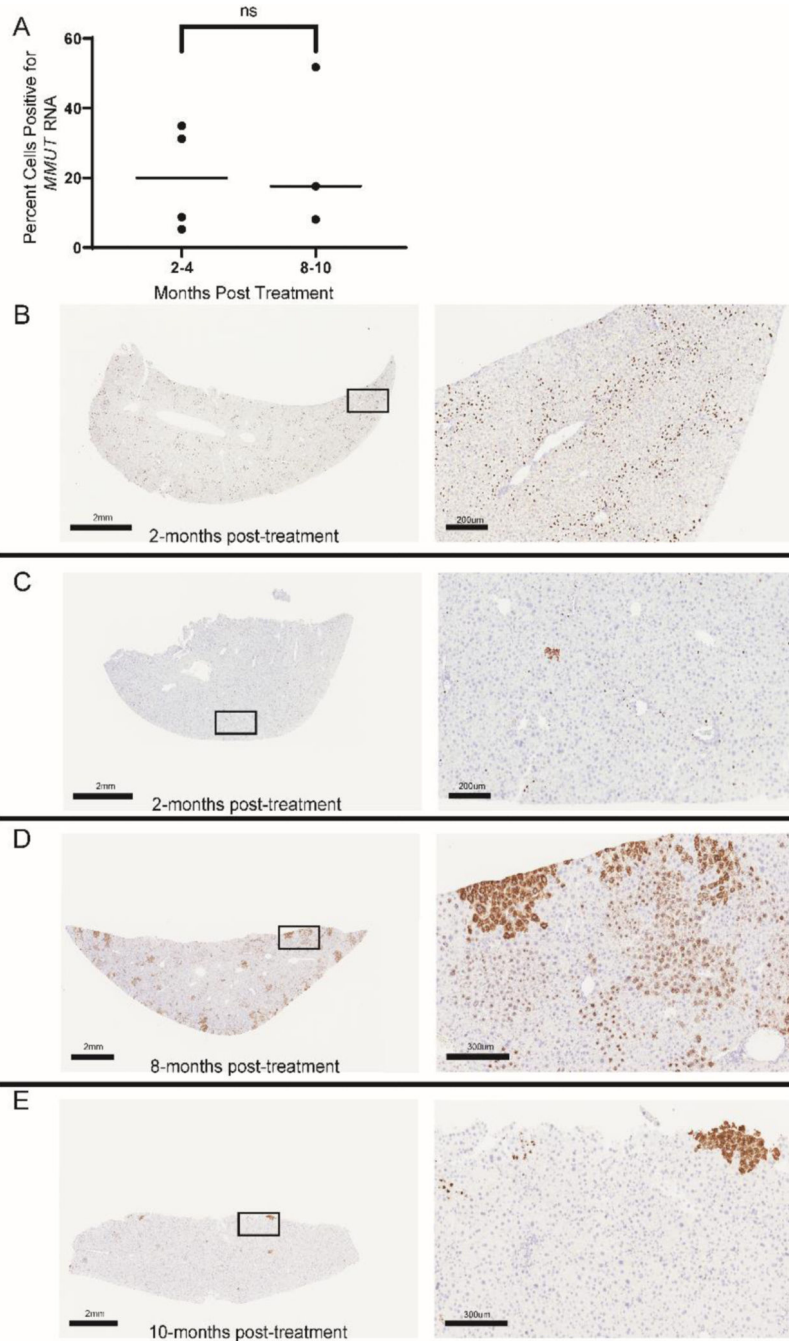 A
ns
Percent Cells Positive for
MMUT RNA
60
40
20
0
2-4
8-10
Months Post Treatment
B
2mm
2-months post-treatment
200um
C
2mm
2-months post-treatment
200um
D
2mm
8-months post-treatment
300um
E
2mm
10-months post-treatment
300um